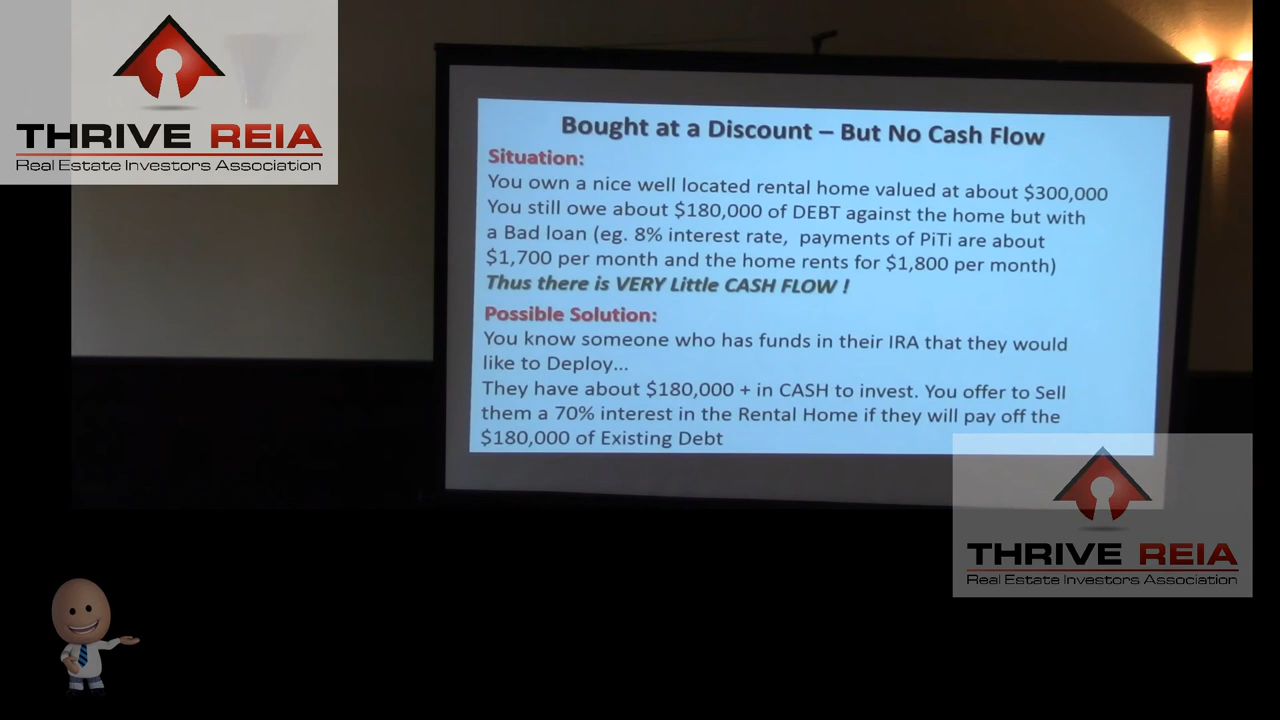 THRIVE REIA
Real Estate Investors Association
Bought at a Discount – But No Cash Flow
Situation:
You own a nice well located rental home valued at about $300,000
You still owe about $180,000 of DEBT against the home but with
a Bad loan (eg. 8% interest rate, payments of PiTi are about
$1,700 per month and the home rents for $1,800 per month)
Thus there is VERY Little CASH FLOW !
Possible Solution:
You know someone who has funds in their IRA that they would
like to Deploy...
They have about $180,000 + in CASH to invest. You offer to Sell
them a 70% interest in the Rental Home if they will pay off the
$180,000 of Existing Debt
THRIVE REIA
Real Estate Investors Association